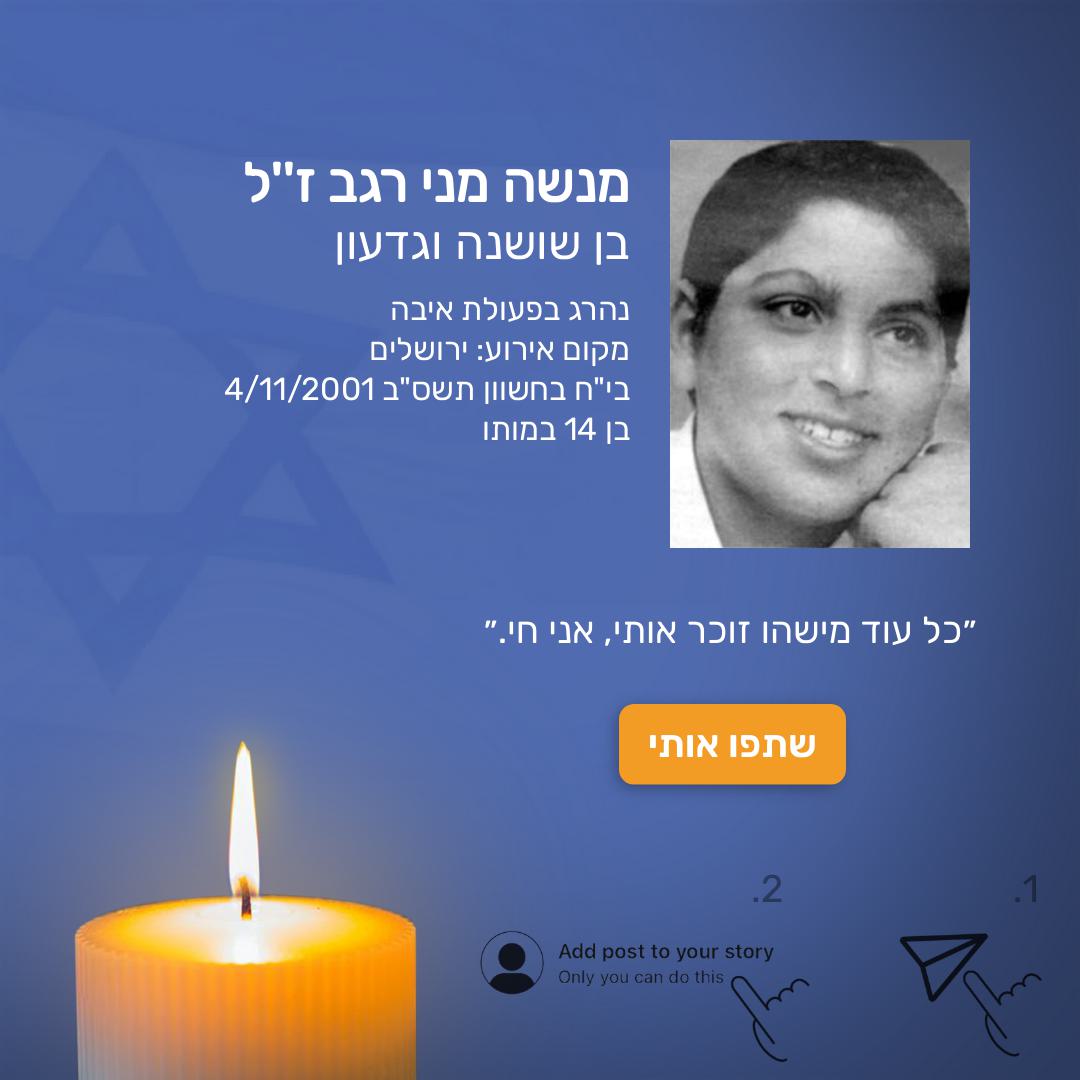 מנשה מני רגב ז"ל
בן שושנה וגדעון
נהרג בפעולת איבה
מקום אירוע: ירושלים
בי"ח בחשוון תשס"ב 4/11/2001
בן 14 במותו
״כל עוד מישהו זוכר אותי, אני חי.״
שתפו אותי
1.
2.
Add post to your story
Only you can do this